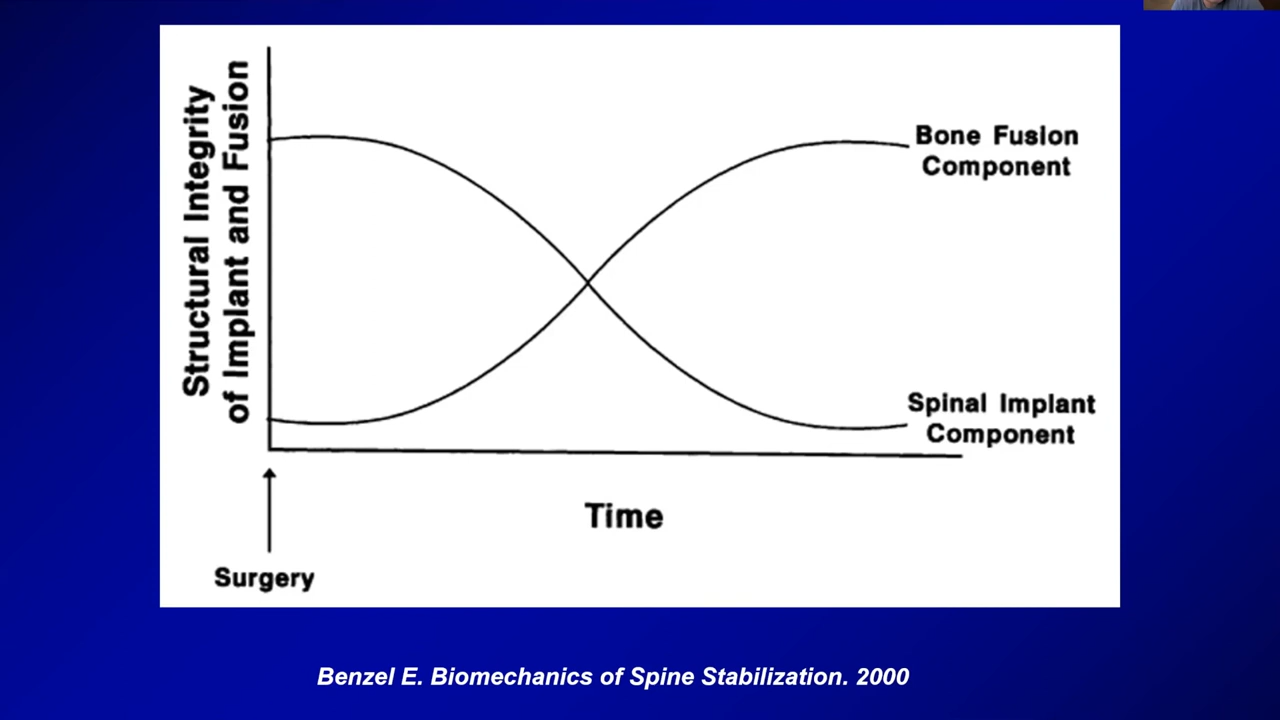 Structural Integrity
of Implant and Fusion
Bone Fusion
Component
Spinal Implant
Component
Time
Surgery
Benzel E. Biomechanics of Spine Stabilization. 2000